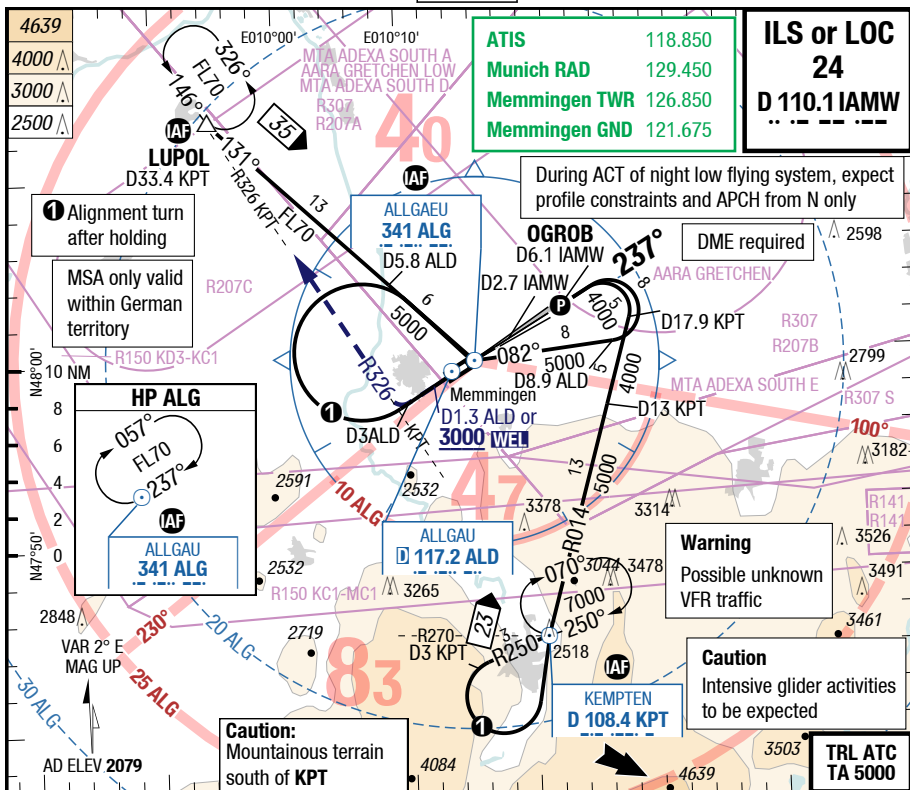 4639
4000
3000
2500
E010°00'
E010°10'
MTA ADEXA SOUTH A
AARA GRETCHEN LOW
MTA ADEXA SOUTH D
R307
R207A
ATIS 118.850
Munich RAD 129.450
Memmingen TWR 126.850
Memmingen GND 121.675
ILS or LOC
24
D 110.1 IAMW
326°
FL70
146°
35
40
IAF
LUPOL
D33.4 KPT
131°
R326 KPT
13
FL70
IAF
ALLGAEU
341 ALG
During ACT of night low flying system, expect
profile constraints and APCH from N only
1 Alignment turn
after holding
MSA only valid
within German
territory
OGROB
D6.1 IAMW
D2.7 IAMW
237°
DME required
2598
D5.8 ALD
6
5000
R207C
AARA GRETCHEN
P
4000
5
8
D17.9 KPT
R307
R207B
8
082°
5000
D8.9 ALD
5
4000
2799
R150 KD3-KC1
N48°00'
10 NM
8
6
4
2
0
N47°50'
R326
KPT
Memmingen
D1.3 ALD or
3000 WEL
1
D3ALD
MTA ADEXA SOUTH E
R307 S
D13 KPT
100°
3182
HP ALG
057°
FL70
237°
IAF
ALLGAU
341 ALG
2591
10 ALG
2532
47
3378
13
5000
3314
R141
R141
R014
ALLGAU
D 117.2 ALD
2532
R150 KC1-MC1
3265
070°
3044
3478
7000
250°
Warning
Possible unknown
VFR traffic
3526
3491
3461
2848
230°
20 ALG
VAR 2° E
MAG UP
2719
83
23
R270
D3 KPT
3
R250
2518
1
IAF
KEMPTEN
D 108.4 KPT
Caution
Intensive glider activities
to be expected
30 ALG
25 ALG
AD ELEV 2079
Caution:
Mountainous terrain
south of KPT
4084
4639
3503
TRL ATC
TA 5000